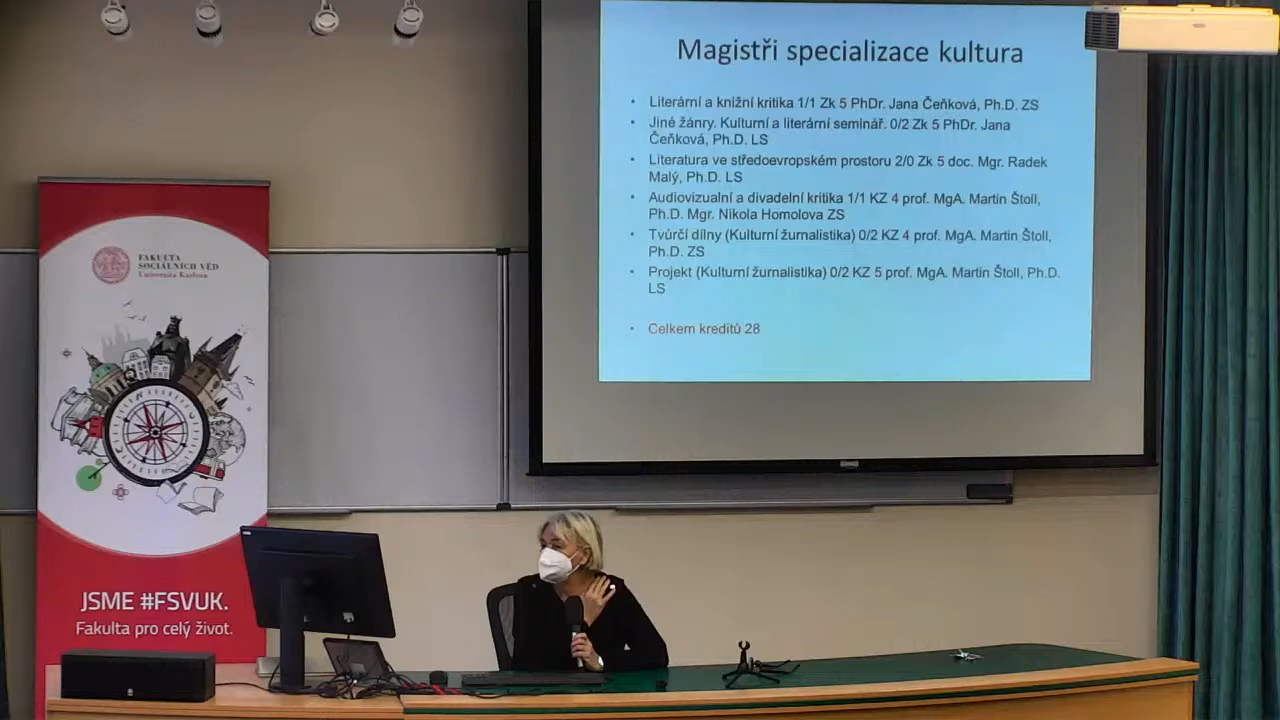 Magistři specializace kultura
• Literární a knižní kritika 1/1 Zk 5 PhDr. Jana Čeňková, Ph.D. ZS
• Jiné žánry. Kulturní a literární seminář. 0/2 Zk 5 PhDr. Jana
Čeňková, Ph.D. LS
• Literatura ve středoevropském prostoru 2/0 Zk 5 doc. Mgr. Radek
Malý, Ph.D. LS
• Audiovizualní a divadelní kritika 1/1 KZ 4 prof. MgA. Martin Štoll,
Ph.D. Mgr. Nikola Homolova ZS
• Tvůrčí dílny (Kulturní žurnalistika) 0/2 KZ 4 prof. MgA. Martin Štoll,
Ph.D. ZS
• Projekt (Kulturní žurnalistika) 0/2 KZ 5 prof. MgA. Martin Štoll, Ph.D.
LS
• Celkem kreditů 28
FAKULTA
SOCIÁLNÍCH VĚD
Univerzita Karlova
JSME #FSVUK.
Fakulta pro celý život.